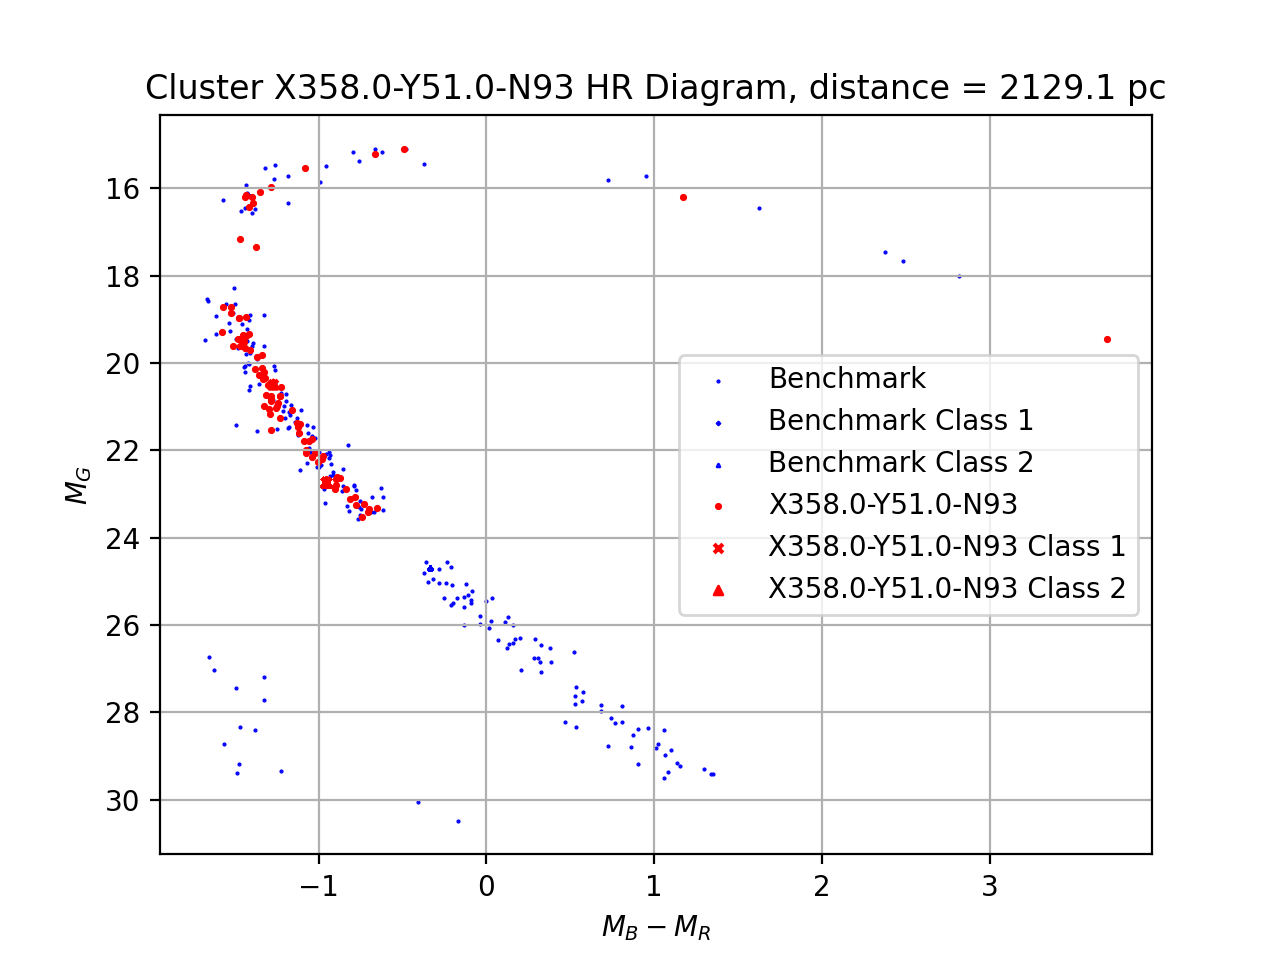 Cluster X358.0-Y51.0-N93 HR Diagram, distance = 2129.1 pc
16
18
20
22
24
26
28
30
M_G
Benchmark
Benchmark Class 1
Benchmark Class 2
X358.0-Y51.0-N93
X358.0-Y51.0-N93 Class 1
X358.0-Y51.0-N93 Class 2
−1 0 1 2 3
M_B − M_R